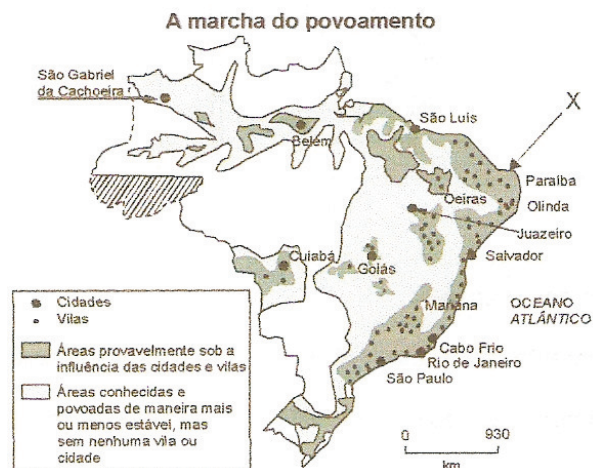 A marcha do povoamento
São Gabriel
da Cachoeira
X
São Luís
Belém
Paraíba
Oeiras
Olinda
Juazeiro
Cuiabá
Goiás
Salvador
Mariana
OCEANO
ATLÂNTICO
Cabo Frio
Rio de Janeiro
São Paulo
Cidades
Vilas
Áreas provavelmente sob a
influência das cidades e vilas
Áreas conhecidas e
povoadas de maneira mais
ou menos estável, mas
sem nenhuma vila ou
cidade
0 930
km